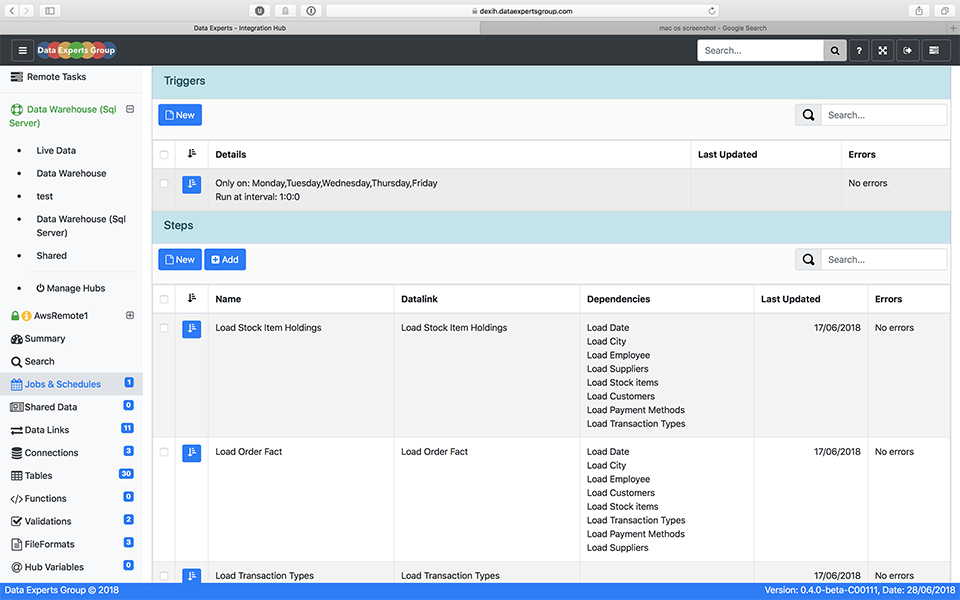 dexih.dataexpertsgroup.com
Data Experts - Integration Hub
mac os screenshot - Google Search
Data Experts Group
Search...
?
Remote Tasks
Data Warehouse (Sql
Server)
Live Data
Data Warehouse
test
Data Warehouse (Sql
Server)
Shared
Manage Hubs
AwsRemote1
Summary
Search
Jobs & Schedules 1
Shared Data 0
Data Links 11
Connections 3
Tables 30
Functions 0
Validations 2
FileFormats 3
Hub Variables 0
Triggers
New
Search...
Details Last Updated Errors
Only on: Monday,Tuesday,Wednesday,Thursday,Friday No errors
Run at interval: 1:0:0
Steps
New Add
Search...
Name Datalink Dependencies Last Updated Errors
Load Stock Item Holdings Load Stock Item Holdings Load Date 17/06/2018 No errors
Load City
Load Employee
Load Suppliers
Load Stock items
Load Customers
Load Payment Methods
Load Transaction Types
Load Order Fact Load Order Fact Load Date 17/06/2018 No errors
Load City
Load Employee
Load Customers
Load Stock items
Load Transaction Types
Load Payment Methods
Load Suppliers
Load Transaction Types Load Transaction Types 17/06/2018 No errors
Data Experts Group © 2018
Version: 0.4.0-beta-C00111, Date: 28/06/2018